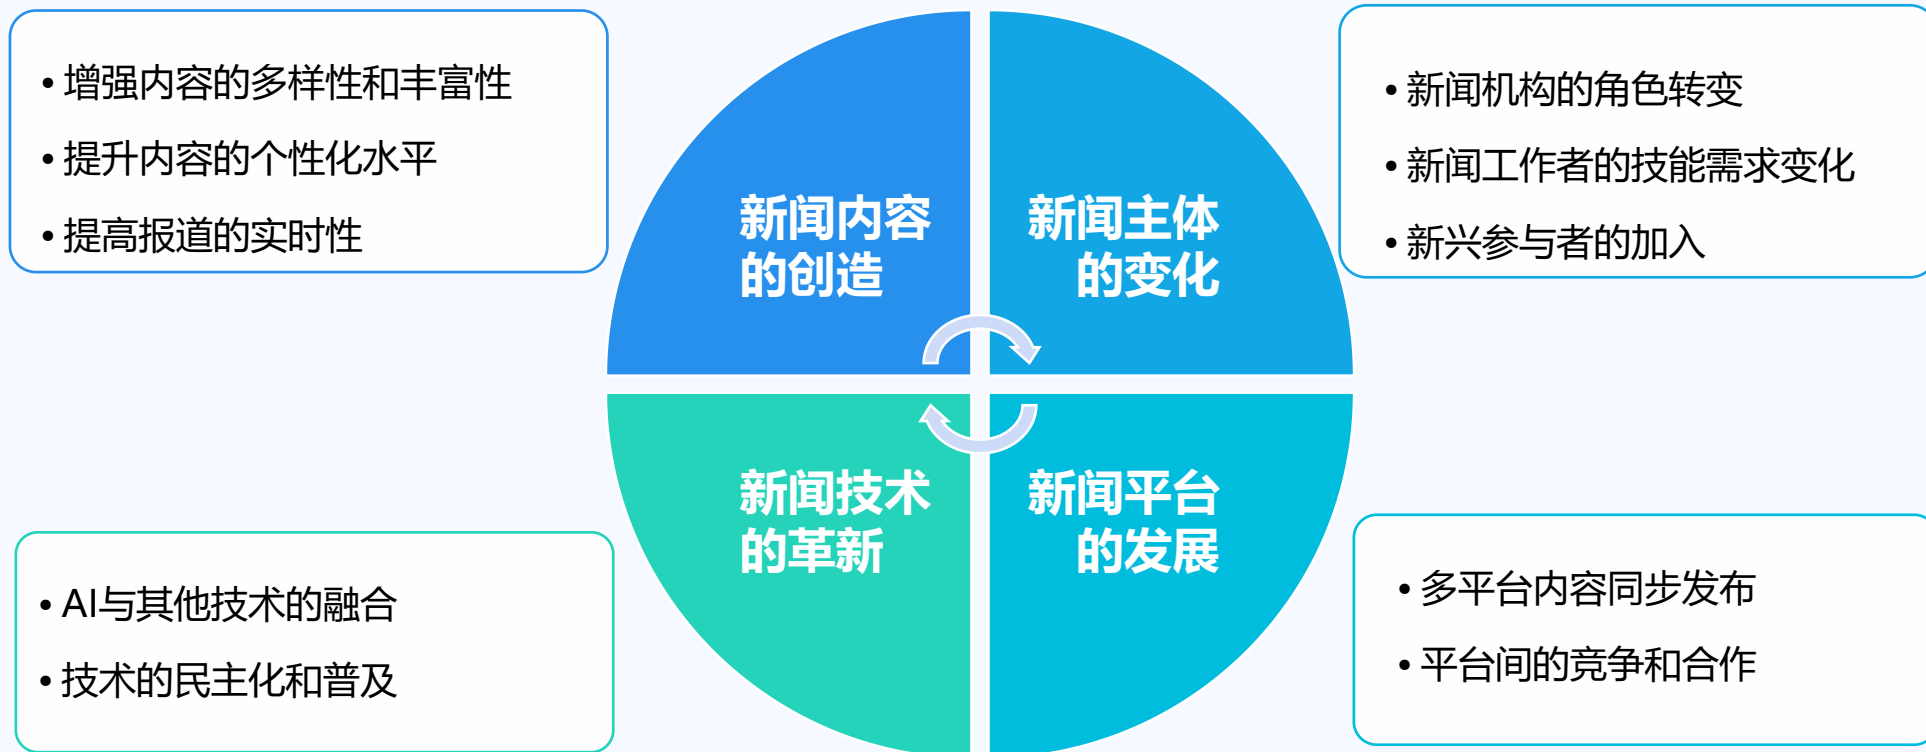 • 增强内容的多样性和丰富性
• 提升内容的个性化水平
• 提高报道的实时性
新闻内容
的创造
新闻主体
的变化
• 新闻机构的角色转变
• 新闻工作者的技能需求变化
• 新兴参与者的加入
• AI与其他技术的融合
• 技术的民主化和普及
新闻技术
的革新
新闻平台
的发展
• 多平台内容同步发布
• 平台间的竞争和合作